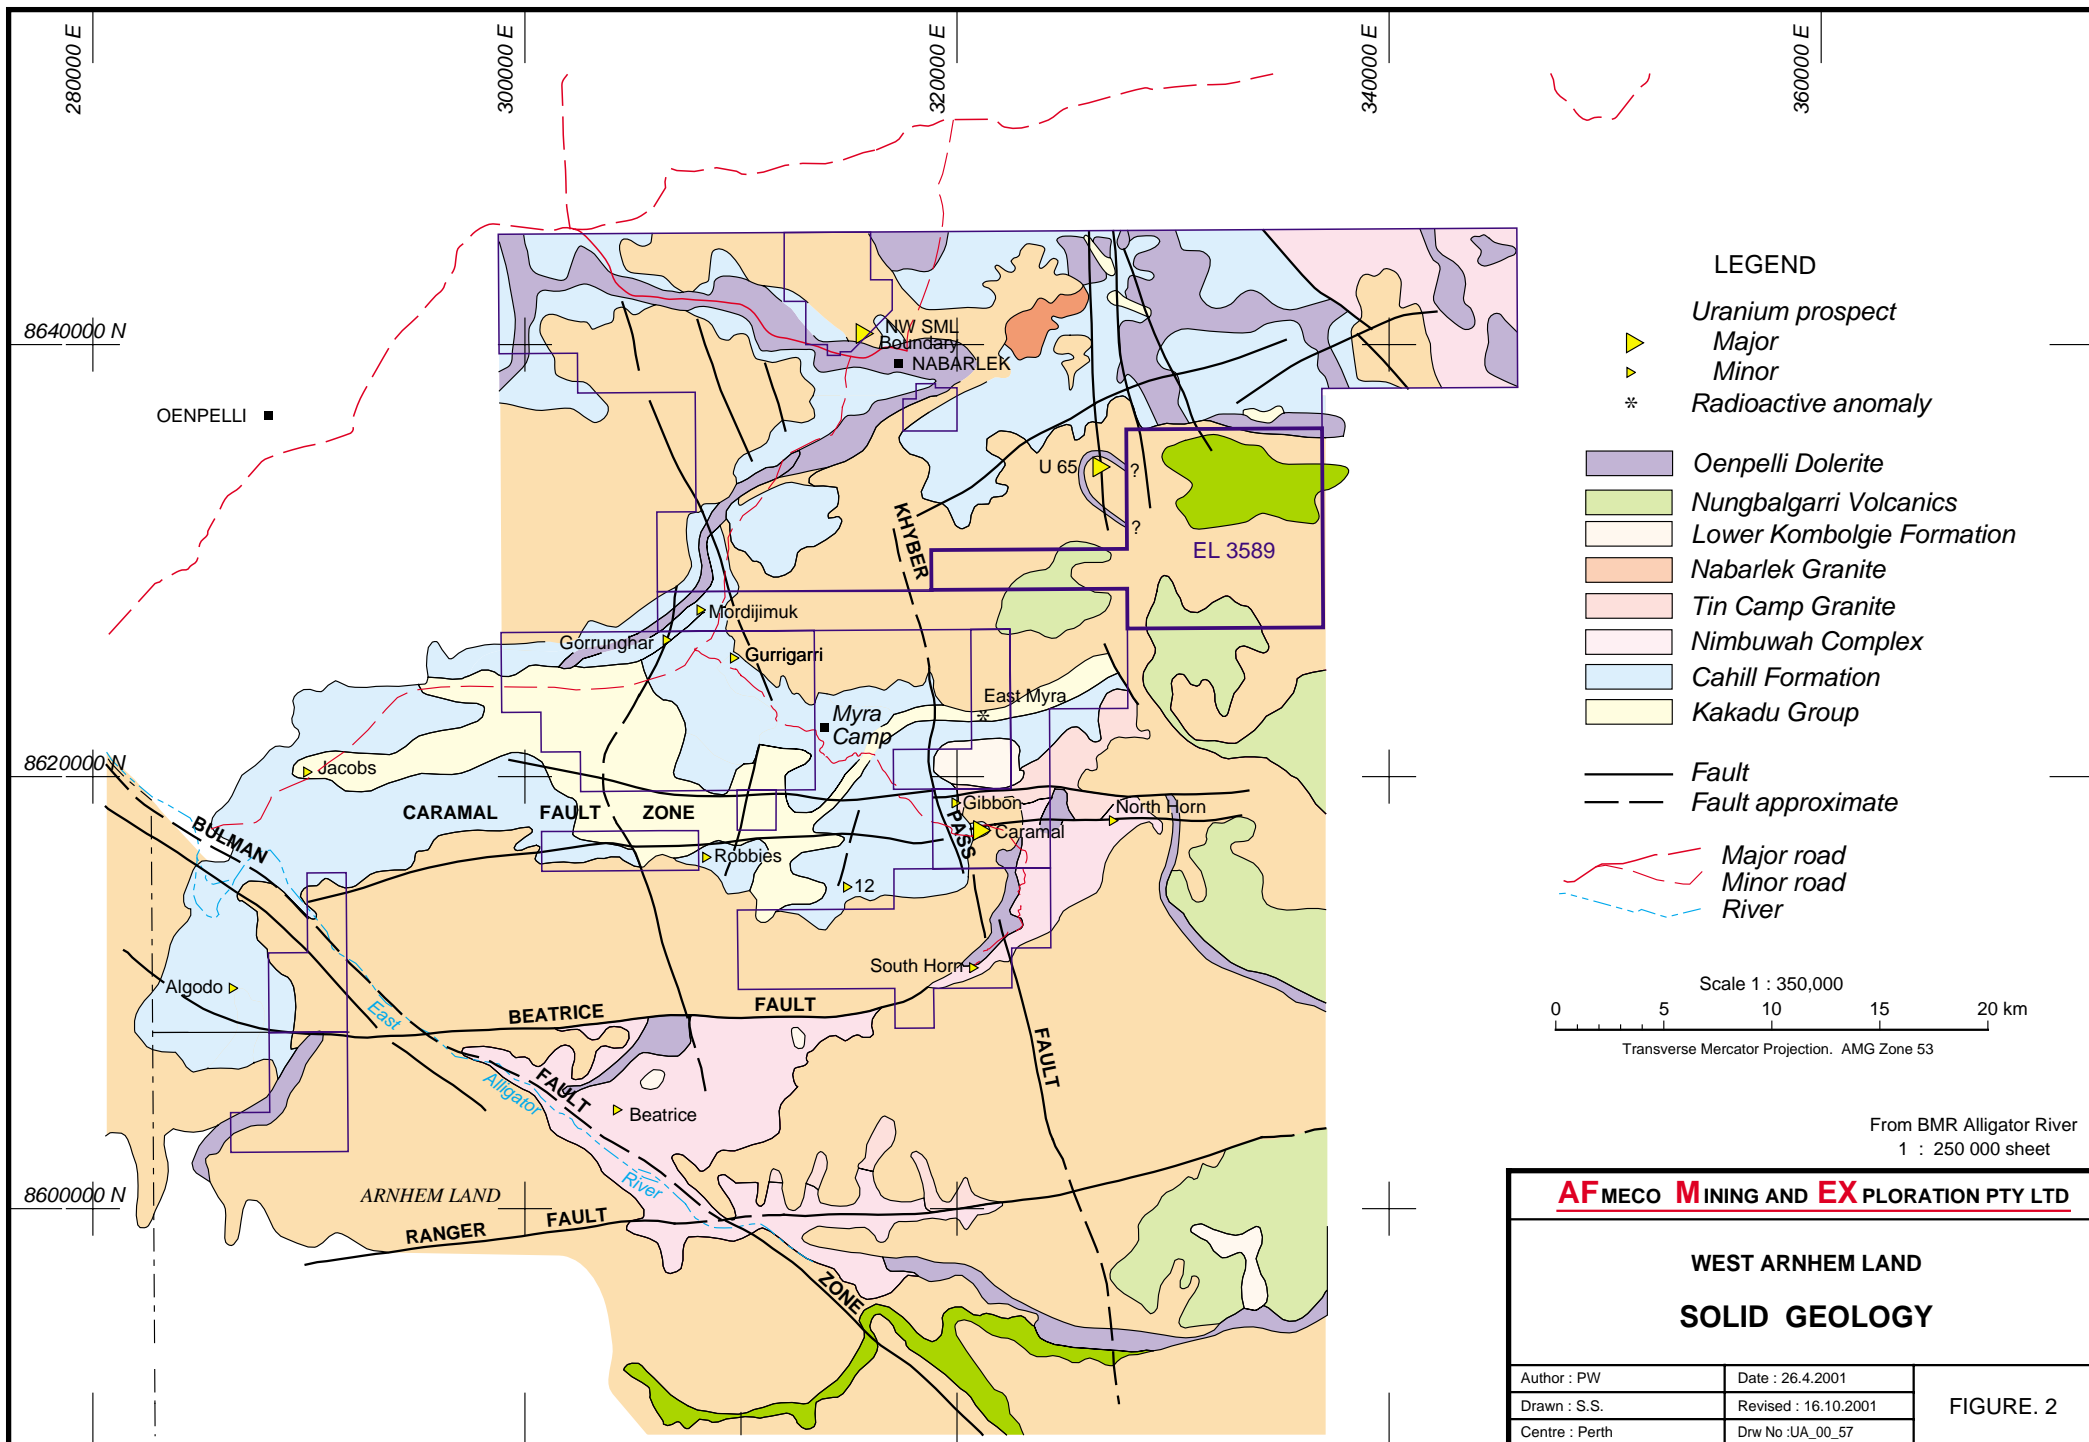 280000 E
300000 E
320000 E
340000 E
360000 E
8640000 N
8620000 N
8600000 N
OENPELLI
NW SML
Boundary
NABARLEK
U 65
?
?
KHYBER
EL 3589
Mordijimuk
Gorrunghar
Gurrigarri
East Myra
*
Myra
Camp
Jacobs
CARAMAL FAULT ZONE
Gibbon
North Horn
PASS
Caramal
BULMAN
Robbies
12
South Horn
Algodo
East
BEATRICE FAULT
FAULT
FAULT
Alligator
Beatrice
River
ARNHEM LAND
RANGER FAULT
ZONE
LEGEND
Uranium prospect
Major
Minor
* Radioactive anomaly
Oenpelli Dolerite
Nungbalgarri Volcanics
Lower Kombolgie Formation
Nabarlek Granite
Tin Camp Granite
Nimbuwah Complex
Cahill Formation
Kakadu Group
Fault
Fault approximate
Major road
Minor road
River
Scale 1 : 350,000
0 5 10 15 20 km
Transverse Mercator Projection. AMG Zone 53
From BMR Alligator River
1 : 250 000 sheet
AFMECO MINING AND EXPLORATION PTY LTD
WEST ARNHEM LAND
SOLID GEOLOGY
Author : PW
Date : 26.4.2001
Drawn : S.S.
Revised : 16.10.2001
Centre : Perth
Drw No :UA_00_57
FIGURE. 2